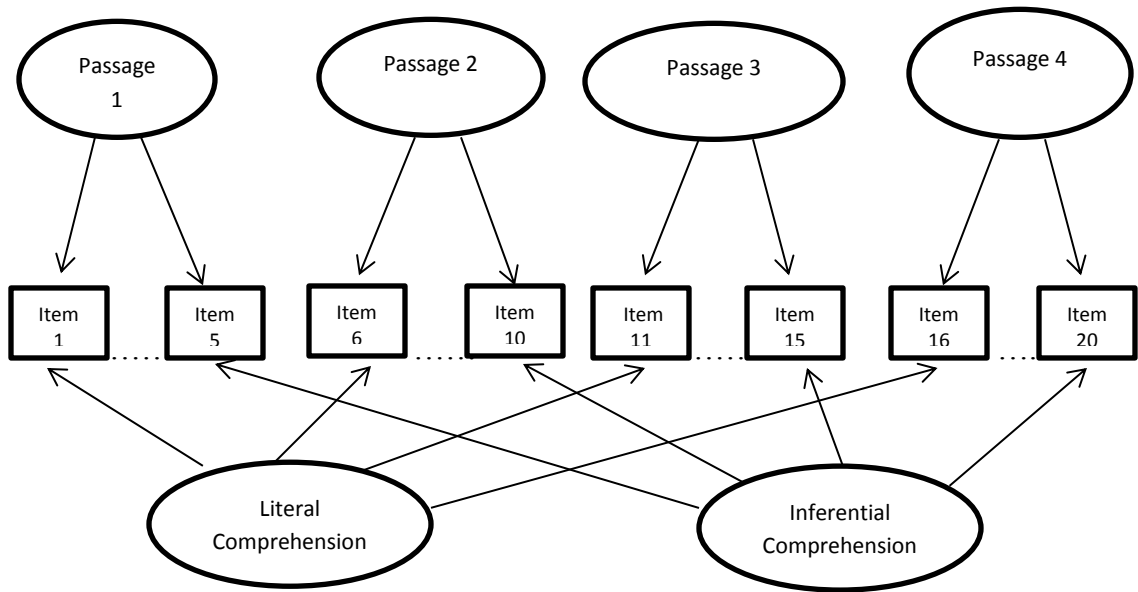 Passage
1
Passage 2
Passage 3
Passage 4
Item
1
Item
5
Item
6
Item
10
Item
11
Item
15
Item
16
Item
20
Literal
Comprehension
Inferential
Comprehension